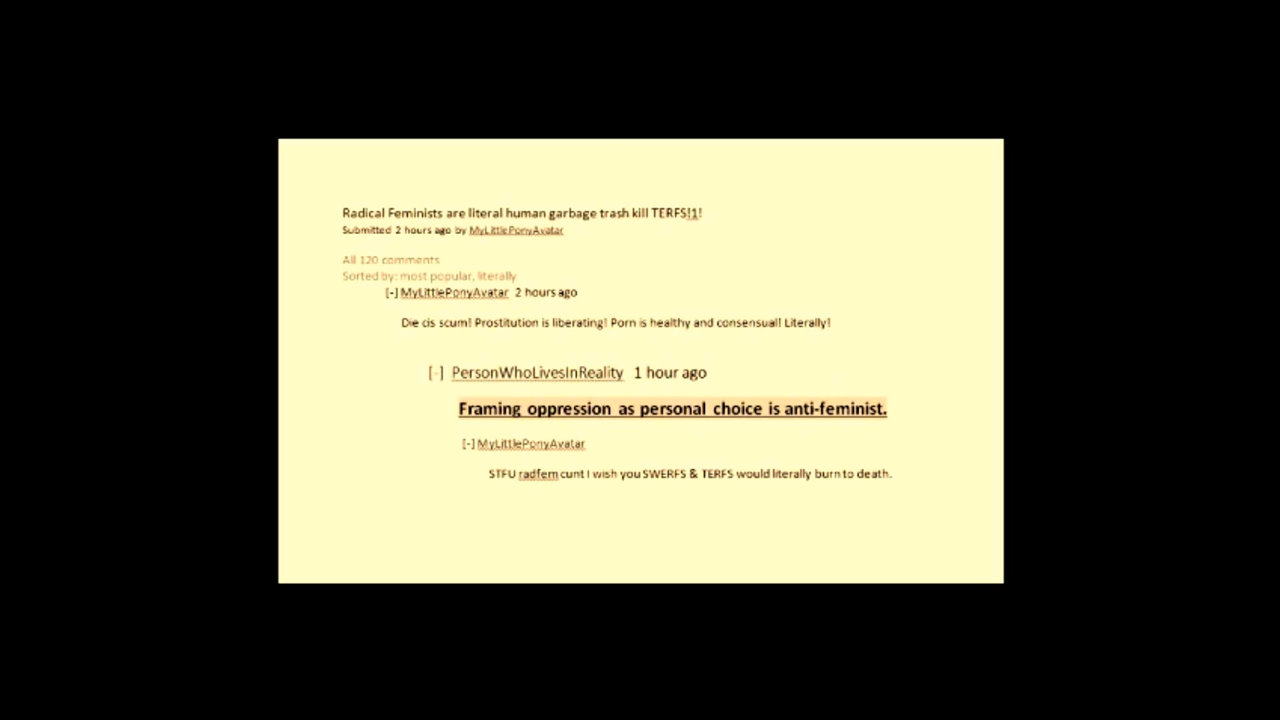 Radical Feminists are literal human garbage trash kill TERFS!1!
Submitted 2 hours ago by MyLittlePonyAvatar
All 120 comments
Sorted by: most popular, literally
[-] MyLittlePonyAvatar 2 hours ago
Die cis scum! Prostitution is liberating! Porn is healthy and consensual! Literally!
[-] PersonWhoLivesInReality 1 hour ago
Framing oppression as personal choice is anti-feminist.
[-] MyLittlePonyAvatar
STFU radfem cunt I wish you SWERFS & TERFS would literally burn to death.